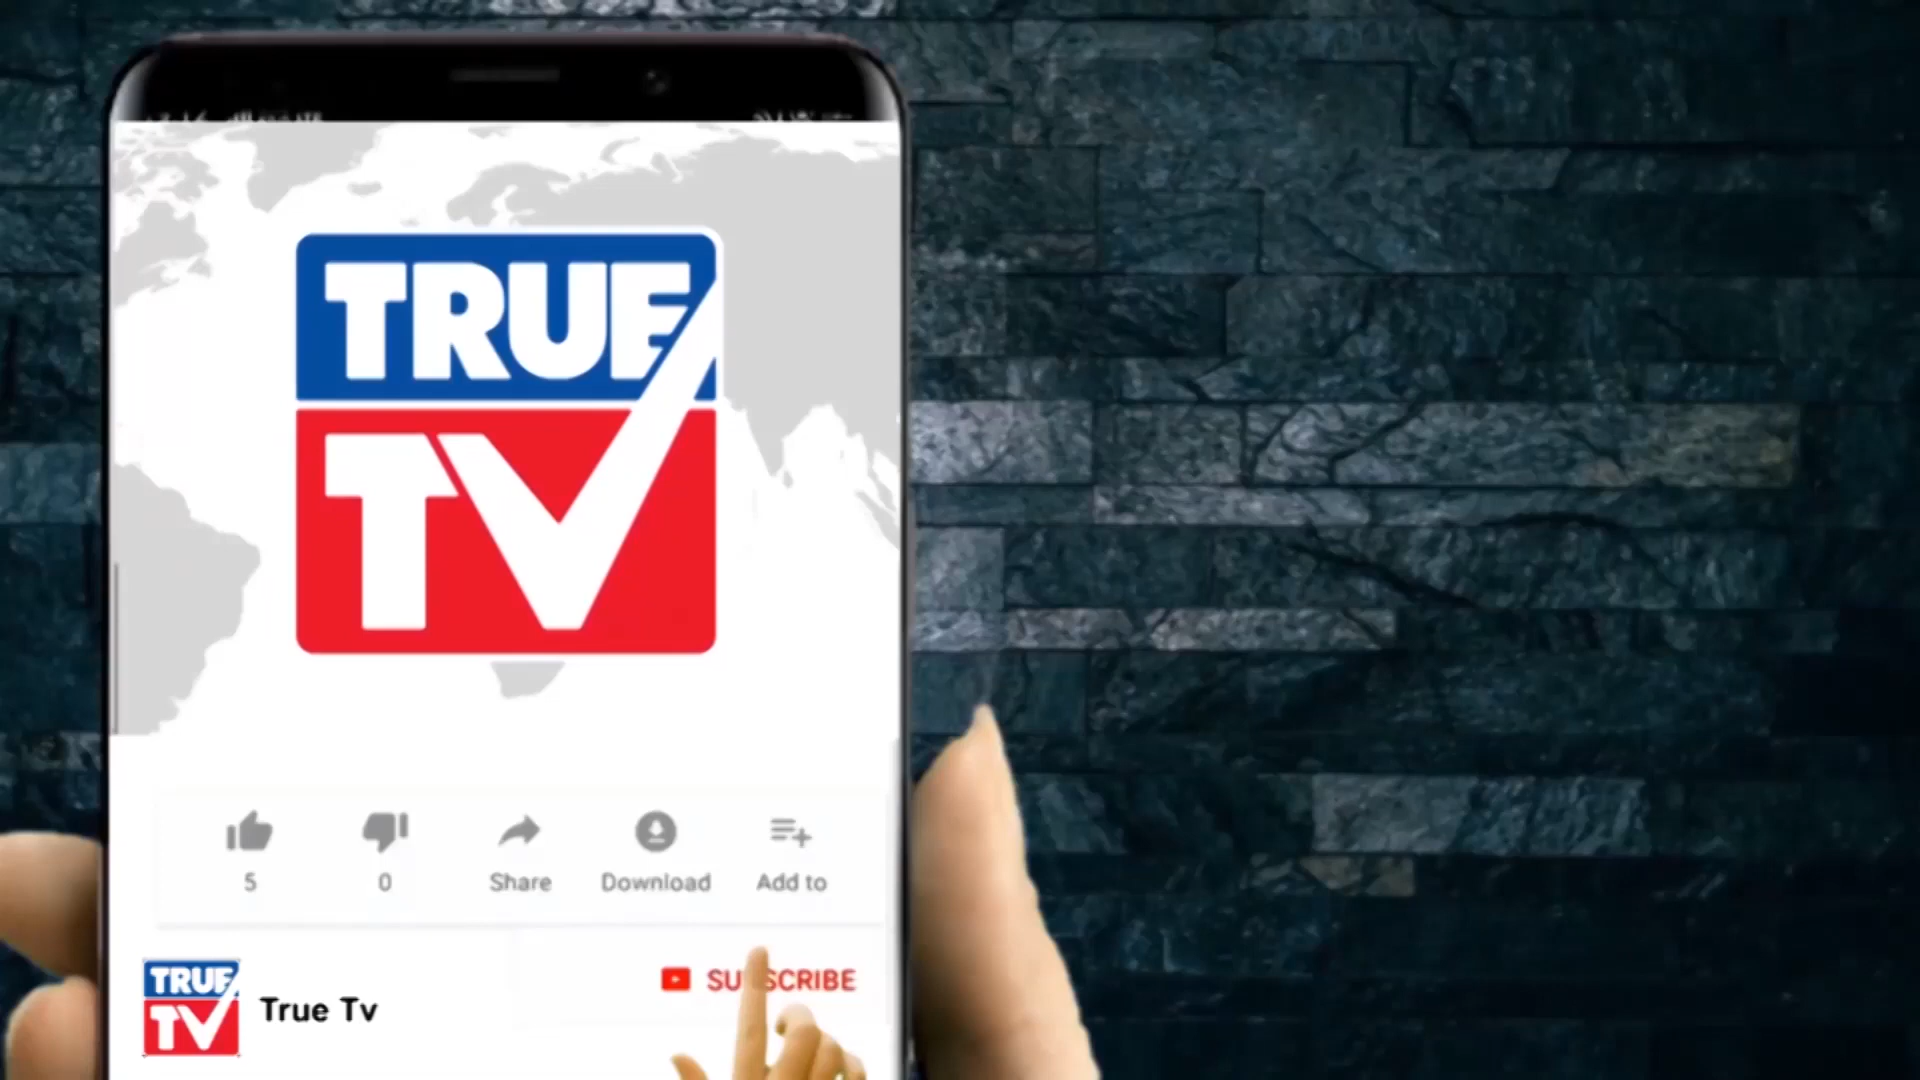 TRUE
TV
5
0
Share
Download
Add to
TRUE
TV
True Tv
SUBSCRIBE